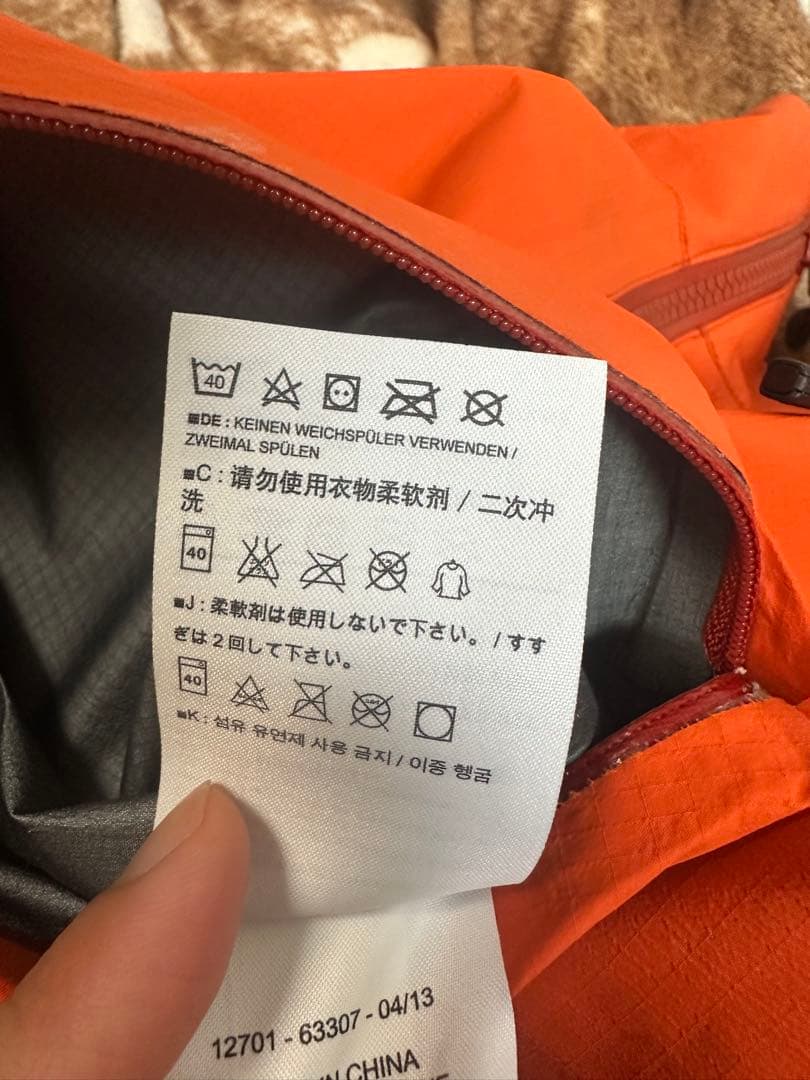 40
■DE : KEINEN WEICHSPÜLER VERWENDEN /
ZWEIMAL SPÜLEN
■C : 请勿使用衣物柔软剂 / 二次冲
洗
40
■J : 柔軟剤は使用しないで下さい。 / すす
ぎは2回して下さい。
40
■K : 섬유 유연제 사용 금지 / 이중 헹굼
12701 - 63307 - 04/13
CHINA